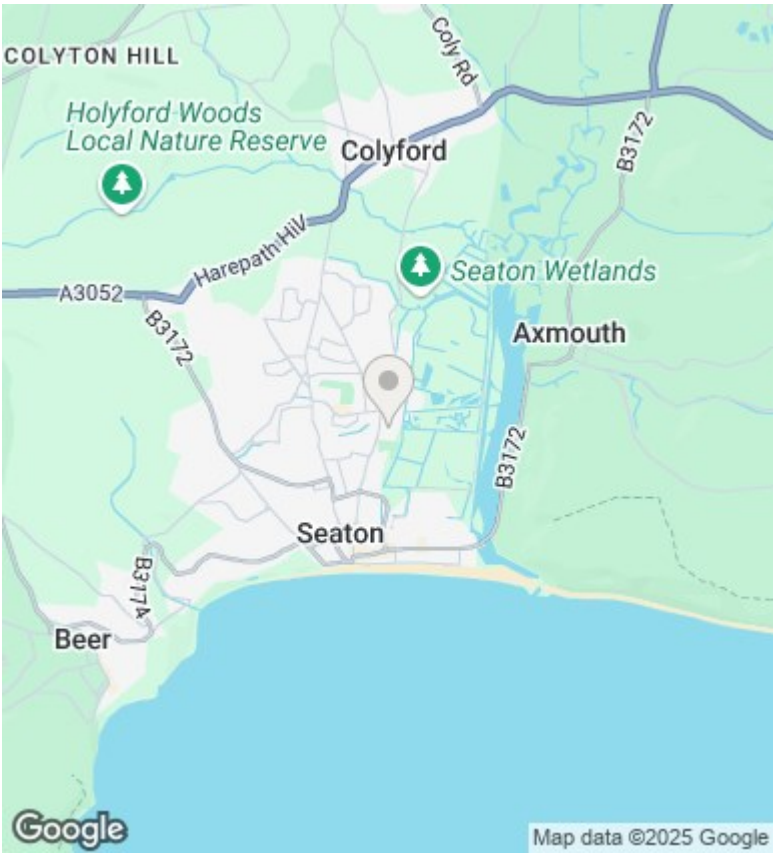 COLYTON HILL
Coly Rd
Holyford Woods
Local Nature Reserve
Colyford
B3172
Harepath Hill
Seaton Wetlands
A3052
B3172
Axmouth
B3172
Seaton
B3174
Beer
Google
Map data ©2025 Google